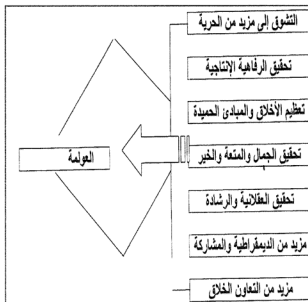 التشوق إلى مزيد من الحرية
تحقيق الرفاهية الإنتاجية
تعظيم الأخلاق والمبادئ الحميدة
تحقيق الجمال والمتعة والخير
العولمة
تحقيق العقلانية والرشادة
مزيد من الديمقراطية والمشاركة
مزيد من التعاون الخلاق